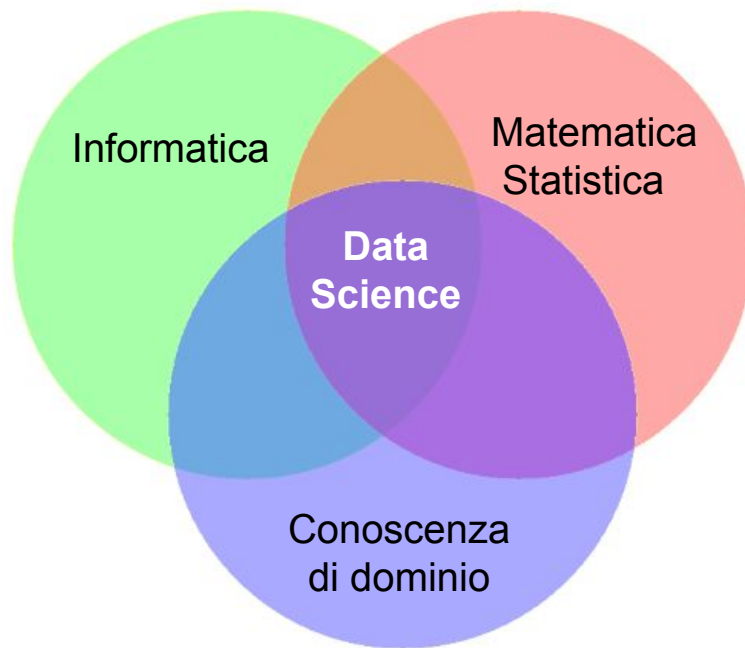 Informatica
Matematica
Statistica
Data
Science
Conoscenza
di dominio